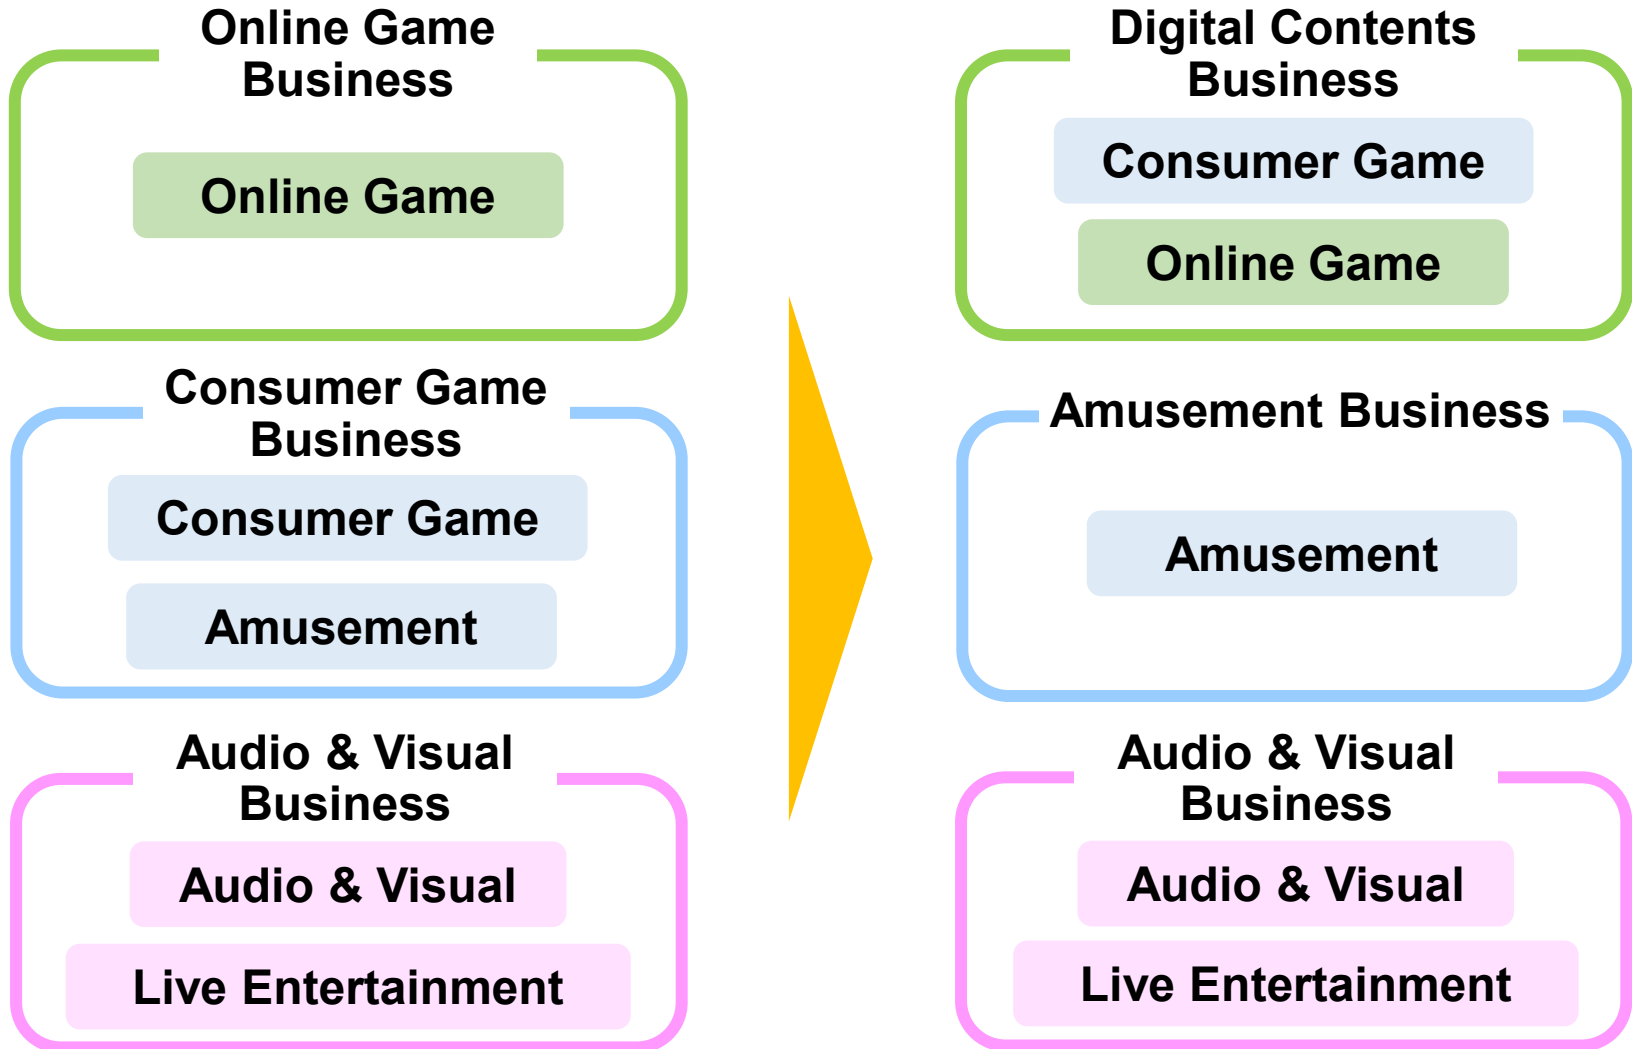 Online Game
Business
Online Game
Consumer Game
Business
Consumer Game
Amusement
Audio & Visual
Business
Audio & Visual
Live Entertainment
Digital Contents
Business
Consumer Game
Online Game
Amusement Business
Amusement
Audio & Visual
Business
Audio & Visual
Live Entertainment